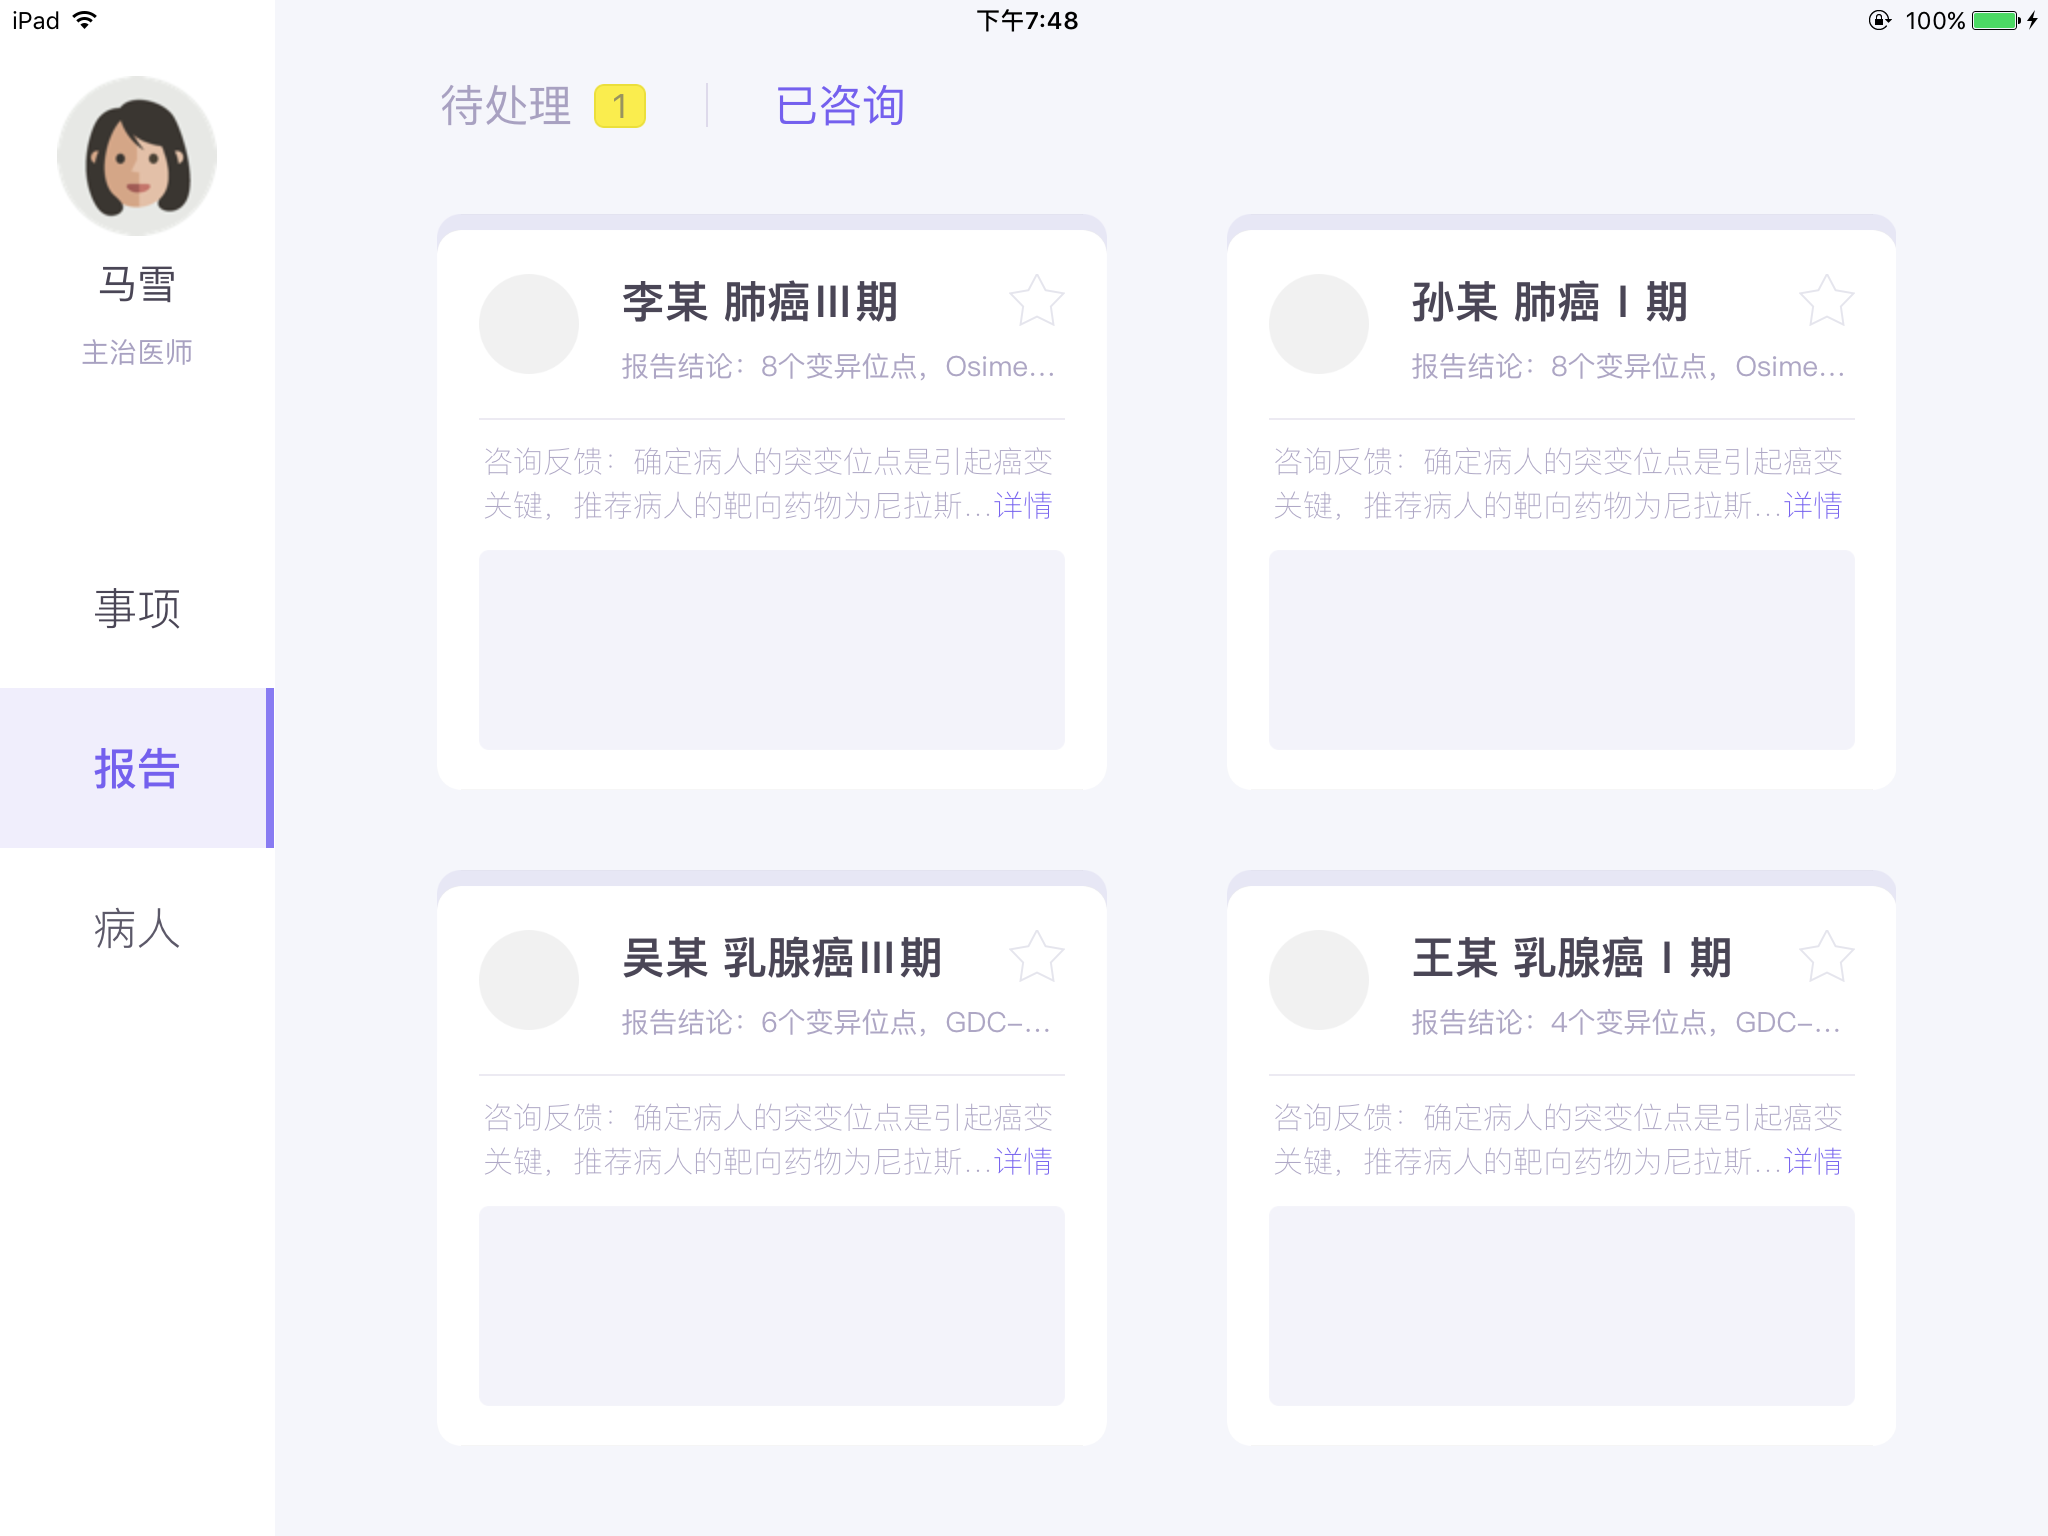 iPad
下午7:48
100%
马雪
主治医师
事项
报告
病人
待处理 1
已咨询
李某 肺癌III期
报告结论：8个变异位点，Osime...
咨询反馈：确定病人的突变位点是引起癌变
关键，推荐病人的靶向药物为尼拉斯...详情
孙某 肺癌 I 期
报告结论：8个变异位点，Osime...
咨询反馈：确定病人的突变位点是引起癌变
关键，推荐病人的靶向药物为尼拉斯...详情
吴某 乳腺癌III期
报告结论：6个变异位点，GDC-...
咨询反馈：确定病人的突变位点是引起癌变
关键，推荐病人的靶向药物为尼拉斯...详情
王某 乳腺癌 I 期
报告结论：4个变异位点，GDC-...
咨询反馈：确定病人的突变位点是引起癌变
关键，推荐病人的靶向药物为尼拉斯...详情